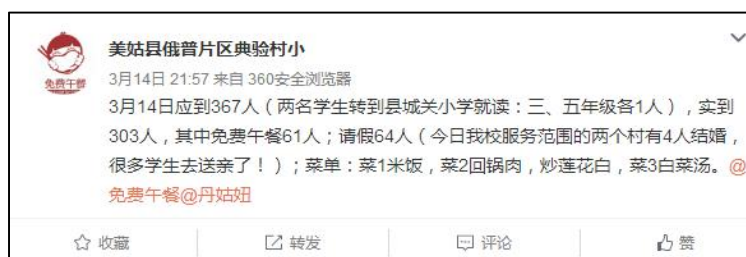 美姑县俄普片区典验村小
免费午餐
3月14日 21:57 来自 360安全浏览器
3月14日应到367人（两名学生转到县城关小学就读：三、五年级各1人），实到
303人，其中免费午餐61人；请假64人（今日我校服务范围的两个村有4人结婚，
很多学生去送亲了！）；菜单：菜1米饭，菜2回锅肉，炒莲花白，菜3白菜汤。@
免费午餐@丹姑妞
收藏
转发
评论
赞